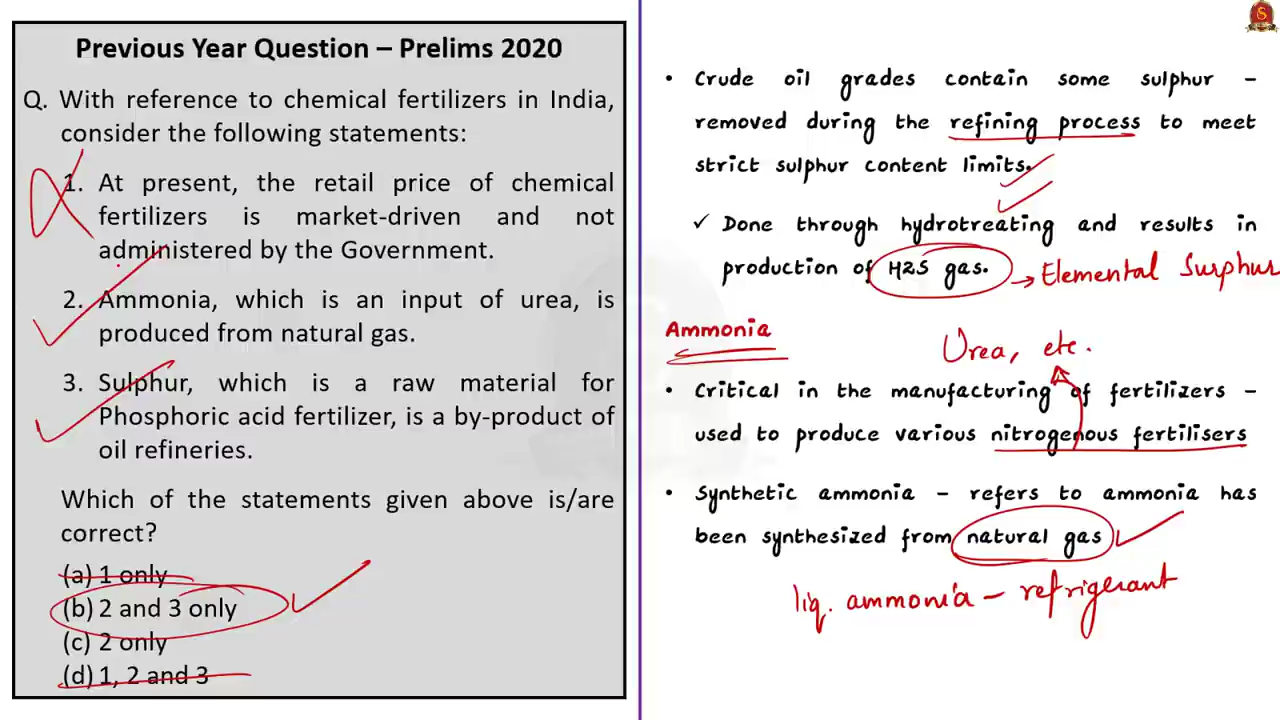 Previous Year Question – Prelims 2020
Q. With reference to chemical fertilizers in India,
consider the following statements:
1. At present, the retail price of chemical
fertilizers is market-driven and not
administered by the Government.
2. Ammonia, which is an input of urea, is
produced from natural gas.
3. Sulphur, which is a raw material for
Phosphoric acid fertilizer, is a by-product of
oil refineries.
Which of the statements given above is/are
correct?
(a) 1 only
(b) 2 and 3 only
(c) 2 only
(d) 1, 2 and 3
• Crude oil grades contain some sulphur –
removed during the refining process to meet
strict sulphur content limits.
✓ Done through hydrotreating and results in
production of H2S gas. → Elemental Surphur
Ammonia
Urea, etc.
• Critical in the manufacturing of fertilizers –
used to produce various nitrogenous fertilisers
• Synthetic ammonia – refers to ammonia has
been synthesized from natural gas
liq. ammonia – refrigerant